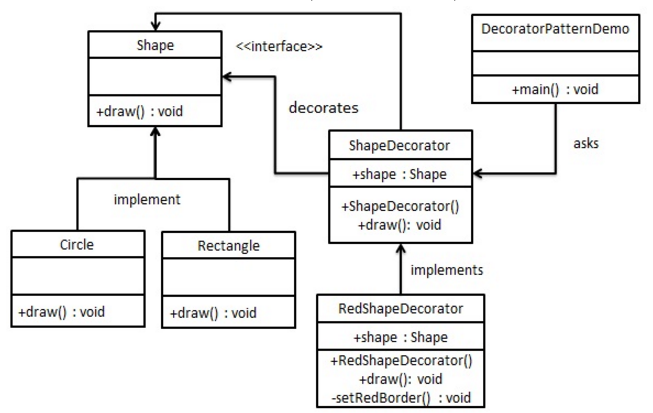 Shape
<<interface>>
+draw() : void
DecoratorPatternDemo
+main() : void
decorates
asks
ShapeDecorator
+shape : Shape
+ShapeDecorator()
+draw(): void
implement
Circle
+draw() : void
Rectangle
+draw() : void
implements
RedShapeDecorator
+shape : Shape
+RedShapeDecorator()
+draw(): void
-setRedBorder() : void